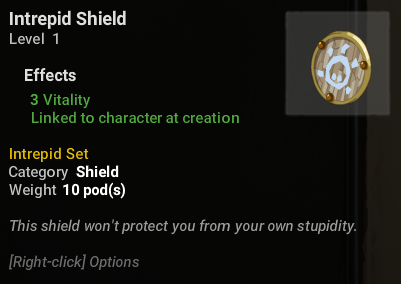 Intrepid Shield
Level 1
Effects
3 Vitality
Linked to character at creation
Intrepid Set
Category Shield
Weight 10 pod(s)
This shield won't protect you from your own stupidity.
[Right-click] Options